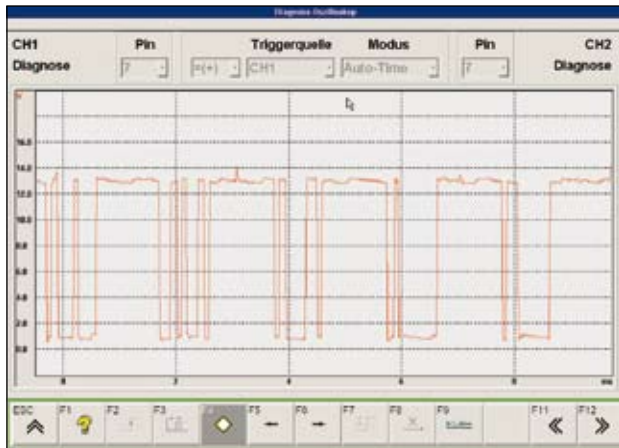 Diagnose Oszilloskop
CH1 Pin Triggerquelle Modus Pin CH2
Diagnose 7 =(+) CH1 Auto-Time 7 Diagnose
16.0
14.0
12.0
10.0
8.0
6.0
4.0
2.0
0.0
0 2 4 6 8 ms
ESC F1 F2 F3 F5 F6 F7 F8 F9 F11 F12